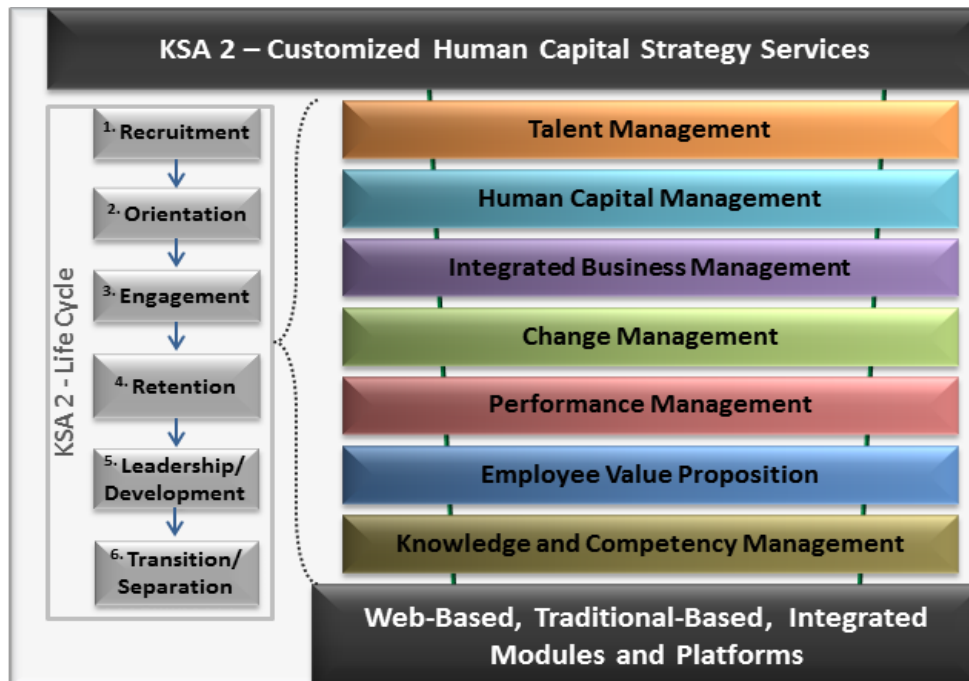 KSA 2 – Customized Human Capital Strategy Services
KSA 2 - Life Cycle
1. Recruitment
2. Orientation
3. Engagement
4. Retention
5. Leadership/
Development
6. Transition/
Separation
Talent Management
Human Capital Management
Integrated Business Management
Change Management
Performance Management
Employee Value Proposition
Knowledge and Competency Management
Web-Based, Traditional-Based, Integrated
Modules and Platforms